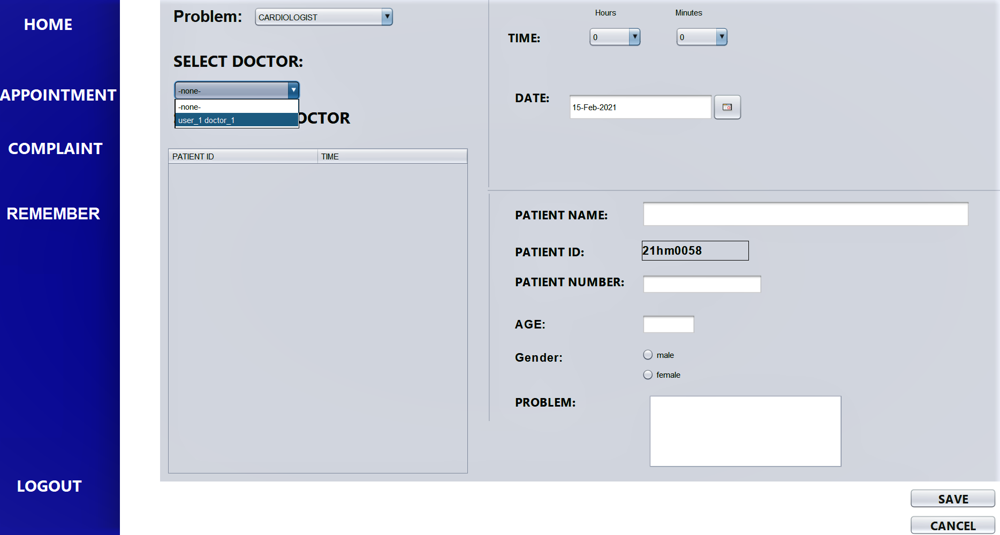 HOME
APPOINTMENT
COMPLAINT
REMEMBER
LOGOUT
Problem:
CARDIOLOGIST
SELECT DOCTOR:
-none-
-none-
user_1 doctor_1
OCTOR
PATIENT ID
TIME
Hours
Minutes
TIME:
0
0
DATE:
15-Feb-2021
PATIENT NAME:
PATIENT ID:
21hm0058
PATIENT NUMBER:
AGE:
Gender:
male
female
PROBLEM:
SAVE
CANCEL